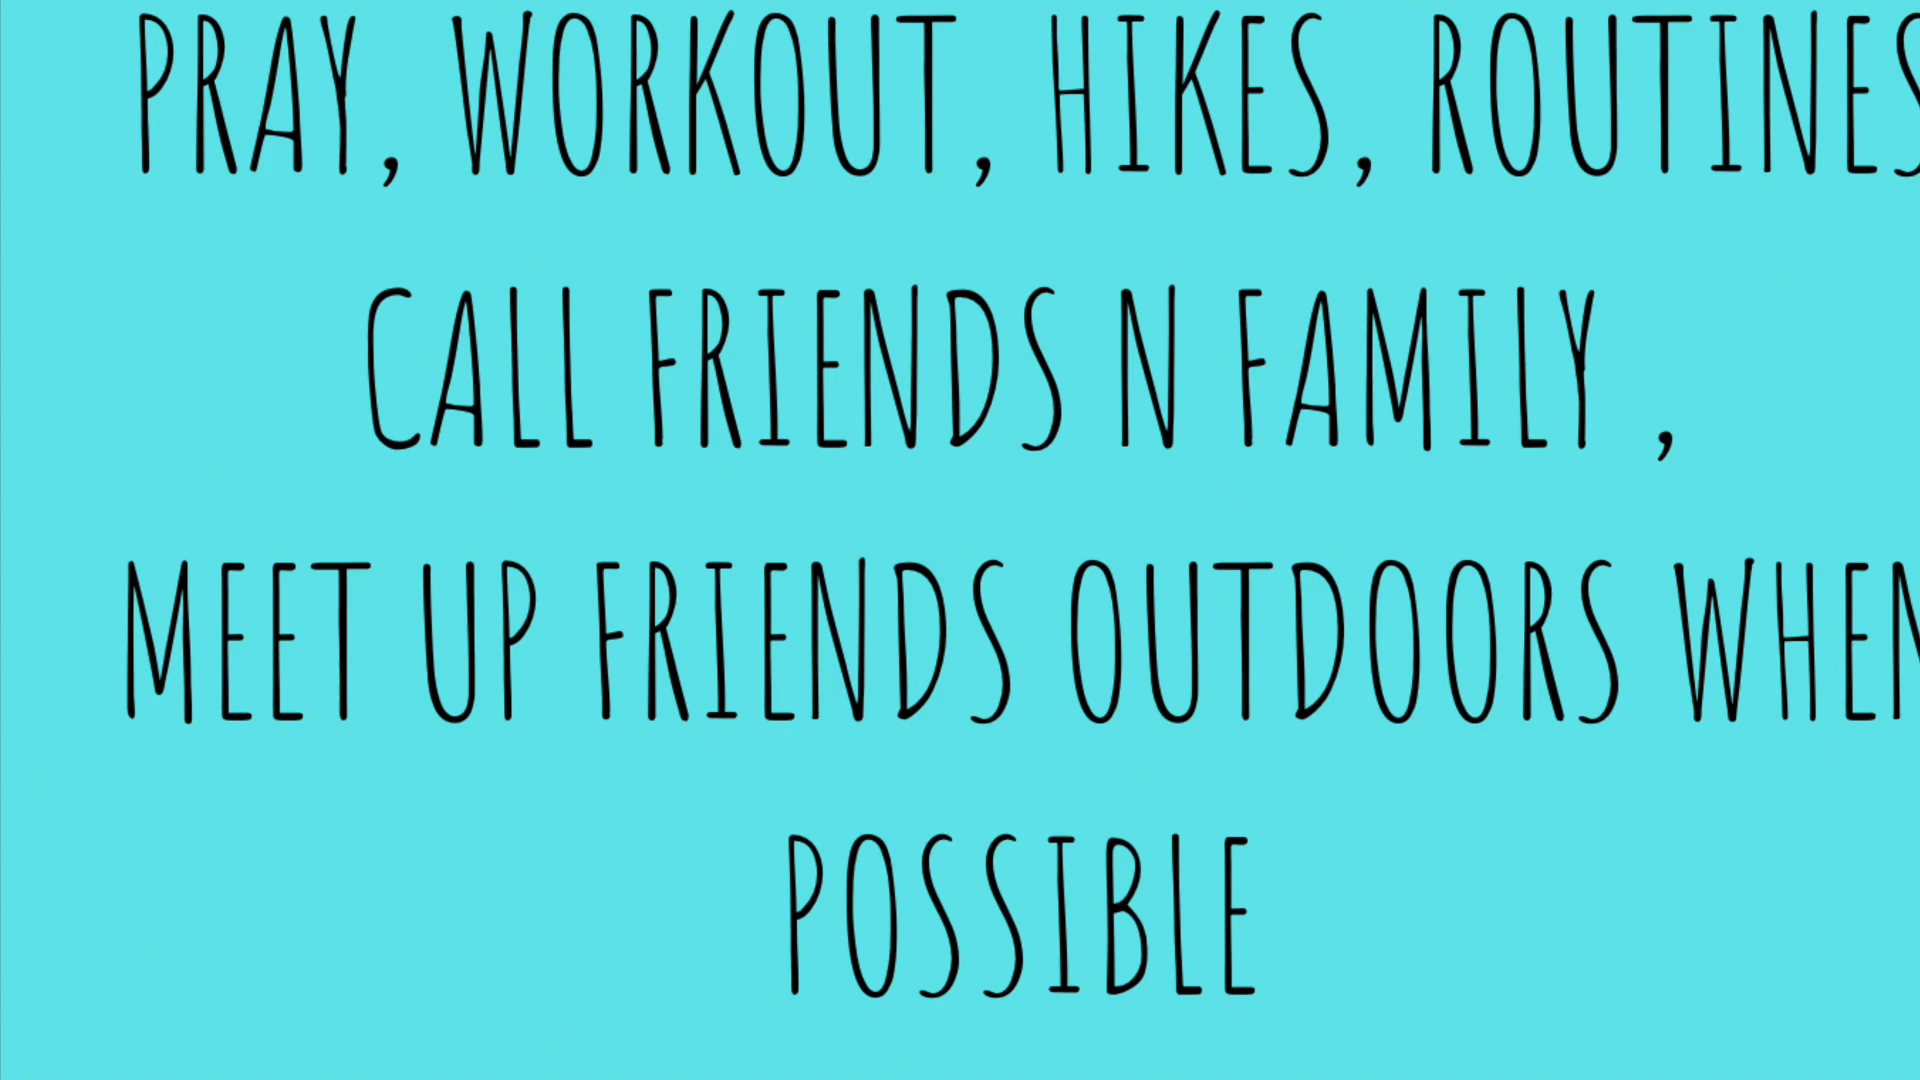 PRAY, WORKOUT, HIKES, ROUTINES
CALL FRIENDS N FAMILY ,
MEET UP FRIENDS OUTDOORS WHEN
POSSIBLE